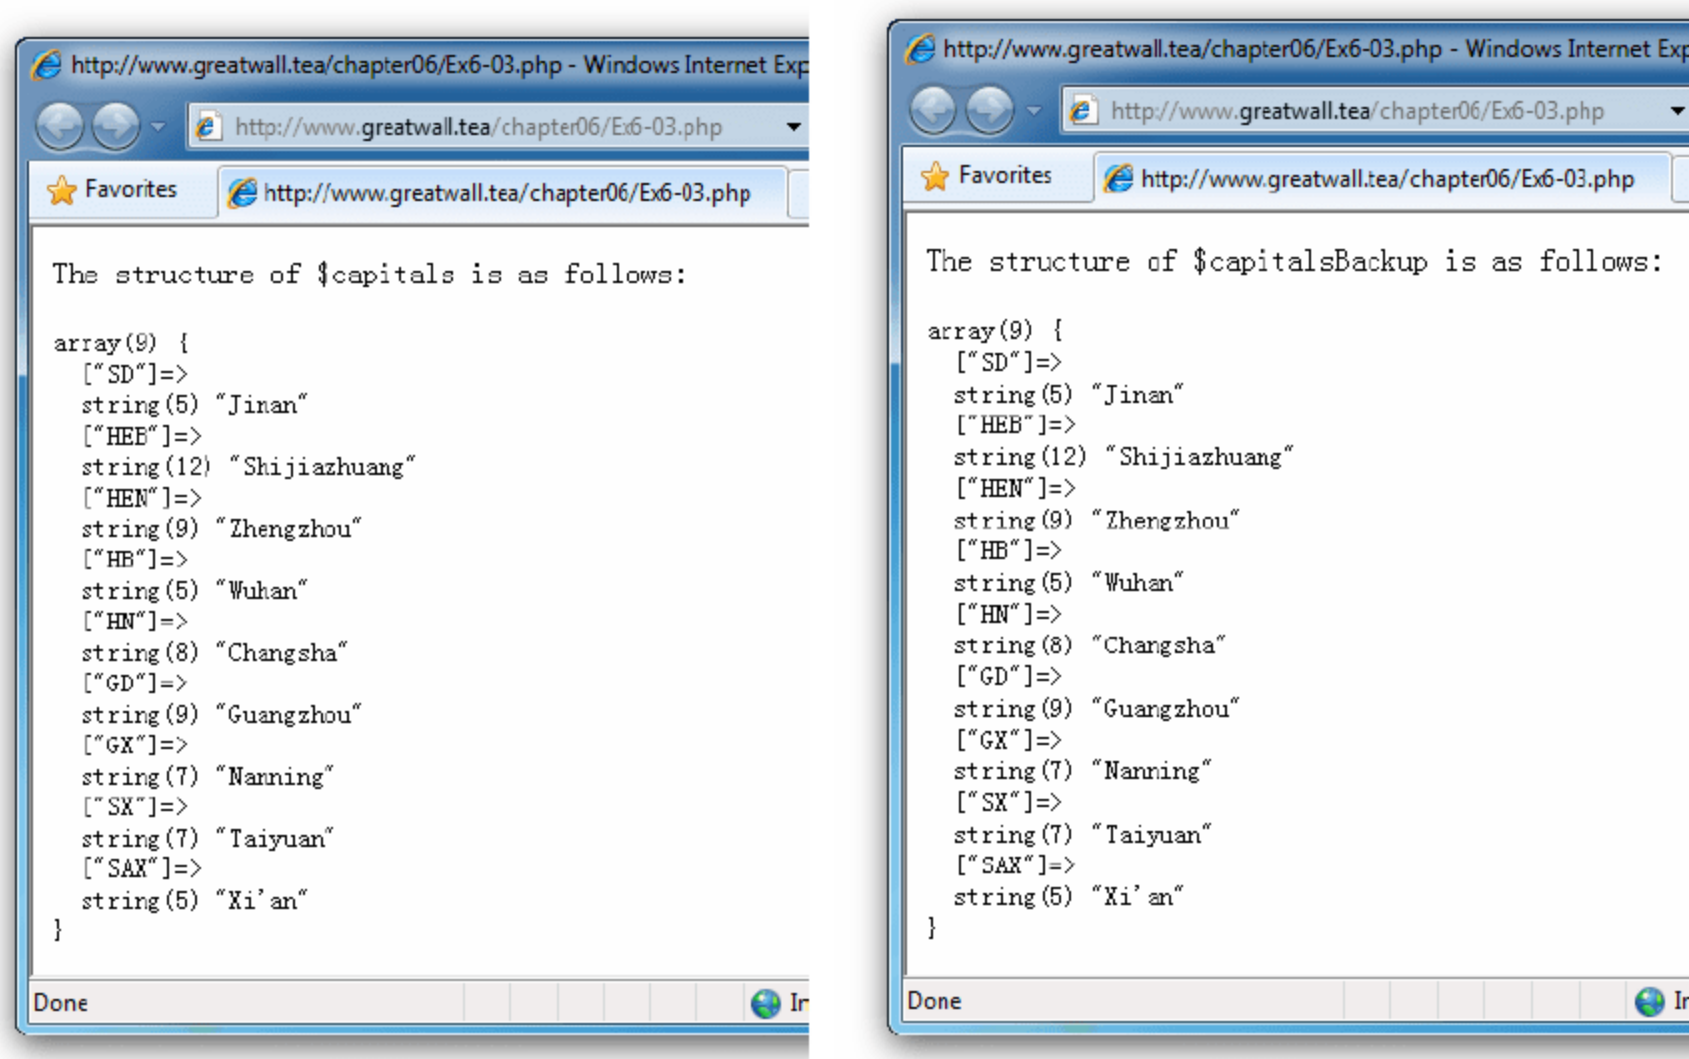 http://www.greatwall.tea/chapter06/Ex6-03.php - Windows Internet Exp
http://www.greatwall.tea/chapter06/Ex6-03.php
Favorites
http://www.greatwall.tea/chapter06/Ex6-03.php
The structure of $capitals is as follows:
array(9) {
["SD"]=>
string(5) "Jinan"
["HEB"]=>
string(12) "Shijiazhuang"
["HEN"]=>
string(9) "Zhengzhou"
["HB"]=>
string(5) "Wuhan"
["HN"]=>
string(8) "Changsha"
["GD"]=>
string(9) "Guangzhou"
["GX"]=>
string(7) "Nanning"
["SX"]=>
string(7) "Taiyuan"
["SAX"]=>
string(5) "Xi'an"
}
Done
http://www.greatwall.tea/chapter06/Ex6-03.php - Windows Internet Exp
http://www.greatwall.tea/chapter06/Ex6-03.php
Favorites
http://www.greatwall.tea/chapter06/Ex6-03.php
The structure of $capitalsBackup is as follows:
array(9) {
["SD"]=>
string(5) "Jinan"
["HEB"]=>
string(12) "Shijiazhuang"
["HEN"]=>
string(9) "Zhengzhou"
["HB"]=>
string(5) "Wuhan"
["HN"]=>
string(8) "Changsha"
["GD"]=>
string(9) "Guangzhou"
["GX"]=>
string(7) "Nanning"
["SX"]=>
string(7) "Taiyuan"
["SAX"]=>
string(5) "Xi'an"
}
Done